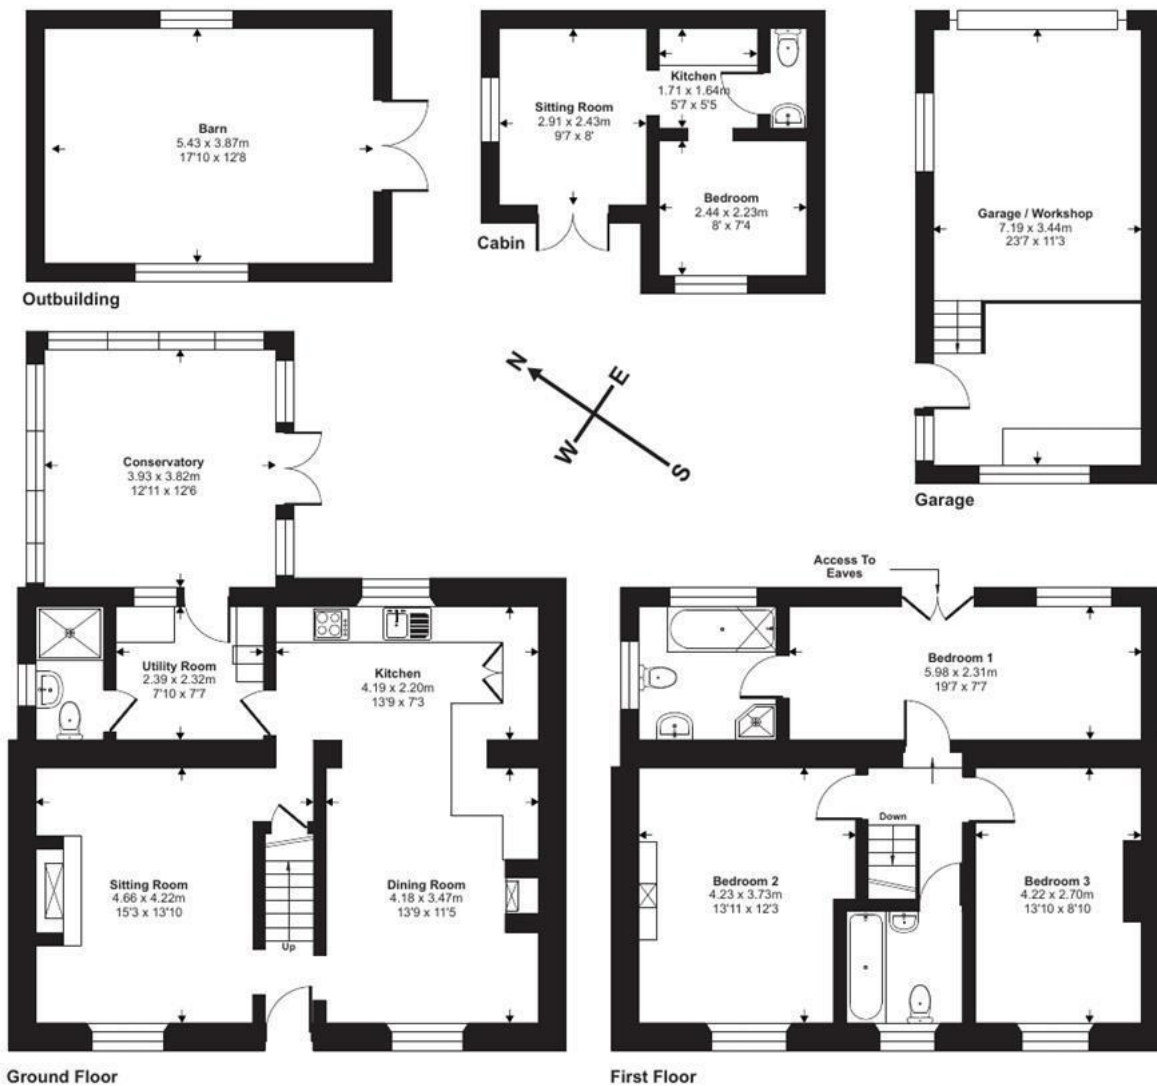 Barn
5.43 x 3.87m
17'10 x 12'8
Outbuilding
Sitting Room
2.91 x 2.43m
9'7 x 8'
Kitchen
1.71 x 1.64m
5'7 x 5'5
Bedroom
2.44 x 2.23m
8' x 7'4
Cabin
Garage / Workshop
7.19 x 3.44m
23'7 x 11'3
Garage
N
E
W
S
Conservatory
3.93 x 3.82m
12'11 x 12'6
Utility Room
2.39 x 2.32m
7'10 x 7'7
Kitchen
4.19 x 2.20m
13'9 x 7'3
Sitting Room
4.66 x 4.22m
15'3 x 13'10
Up
Dining Room
4.18 x 3.47m
13'9 x 11'5
Ground Floor
Access To
Eaves
Bedroom 1
5.98 x 2.31m
19'7 x 7'7
Down
Bedroom 2
4.23 x 3.73m
13'11 x 12'3
Bedroom 3
4.22 x 2.70m
13'10 x 8'10
First Floor